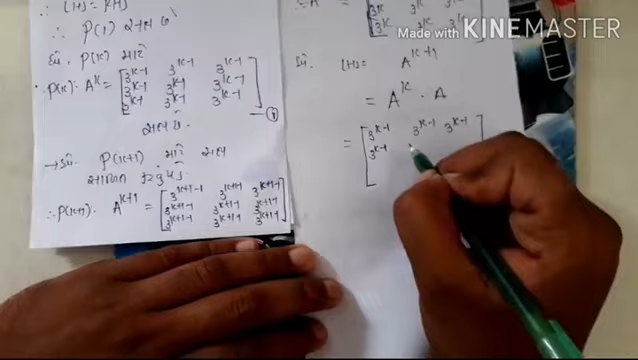 ∴ P(1) સત્ય છે
ધા. P(k) માટે
∴ P(k): A^k = [3^(k-1) 3^(k-1) 3^(k-1)
3^(k-1) 3^(k-1) 3^(k-1)
3^(k-1) 3^(k-1) 3^(k-1)] — ①
સત્ય છે.
→ P(k+1) માટે સત્ય
સાબિત કરવું
∴ P(k+1): A^(k+1) = [3^(k+1-1) 3^(k+1-1) 3^(k+1-1)
3^(k+1-1) 3^(k+1-1) 3^(k+1-1)
3^(k+1-1) 3^(k+1-1) 3^(k+1-1)]
Made with KINEMASTER
A^(k+1)
= A^k · A
= [3^(k-1) 3^(k-1) 3^(k-1)
3^(k-1)